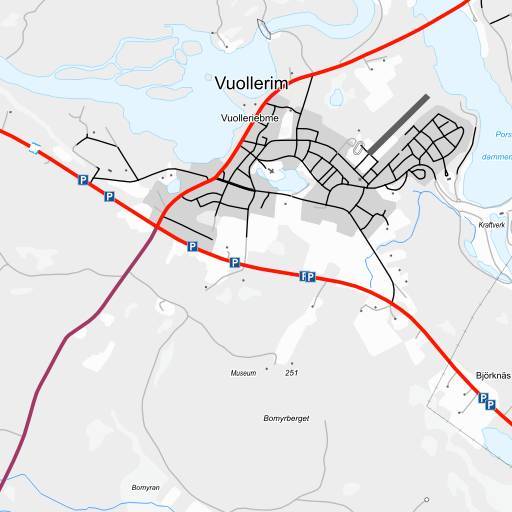 Vuollerim
Vuolleriebme
Pors
dammen
Kraftverk
P
P
P
P
P
P
Björknäs
Museum
251
P
P
Bomyrberget
Bomyran